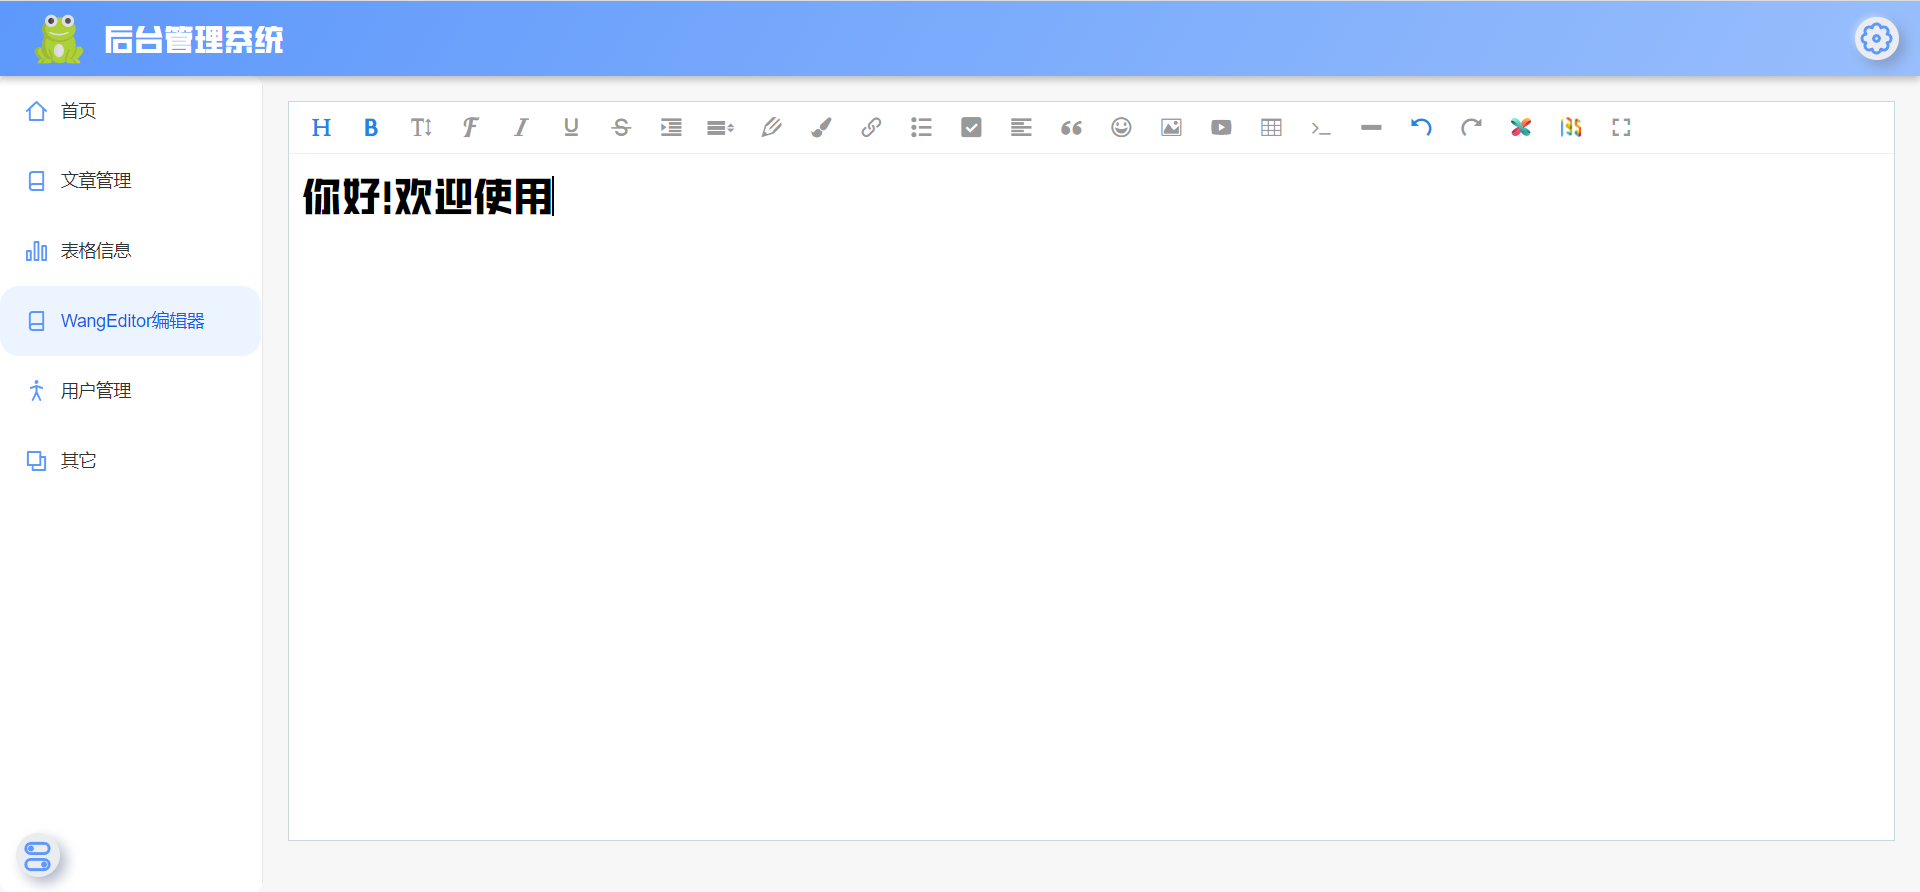 后台管理系统
首页
文章管理
表格信息
WangEditor编辑器
用户管理
其它
你好!欢迎使用